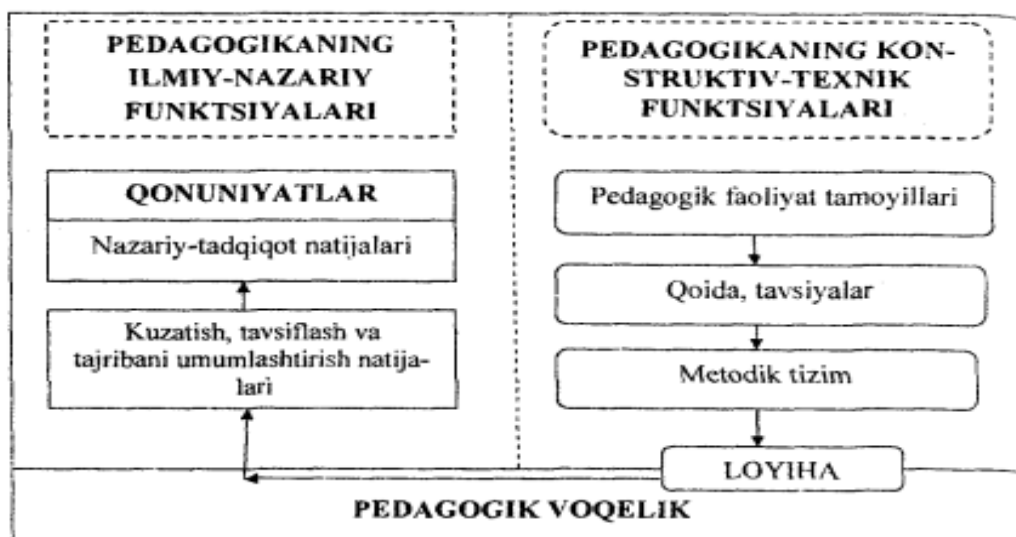 PEDAGOGIKANING
ILMIY-NAZARIY
FUNKTSIYALARI
QONUNIYATLAR
Nazariy-tadqiqot natijalari
Kuzatish, tavsiflash va
tajribani umumlashtirish natija-
lari
PEDAGOGIKANING KON-
STRUKTIV-TEXNIK
FUNKTSIYALARI
Pedagogik faoliyat tamoyillari
Qoida, tavsiyalar
Metodik tizim
LOYIHA
PEDAGOGIK VOQELIK